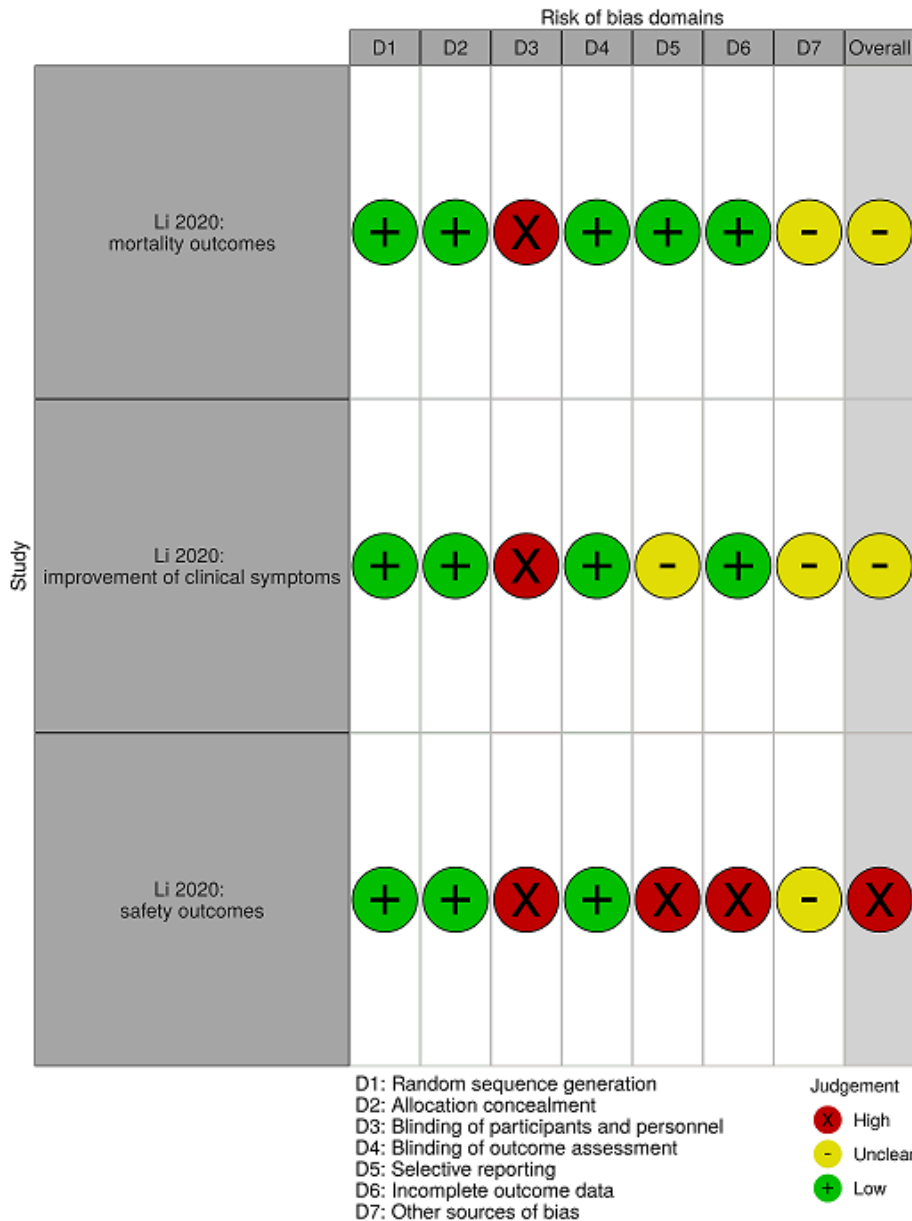 Risk of bias domains
D1 D2 D3 D4 D5 D6 D7 Overall
Study
Li 2020:
mortality outcomes
+ + X + + + - -
Li 2020:
improvement of clinical symptoms
+ + X + - + - -
Li 2020:
safety outcomes
+ + X + X X - X
D1: Random sequence generation
D2: Allocation concealment
D3: Blinding of participants and personnel
D4: Blinding of outcome assessment
D5: Selective reporting
D6: Incomplete outcome data
D7: Other sources of bias
Judgement
X High
- Unclear
+ Low